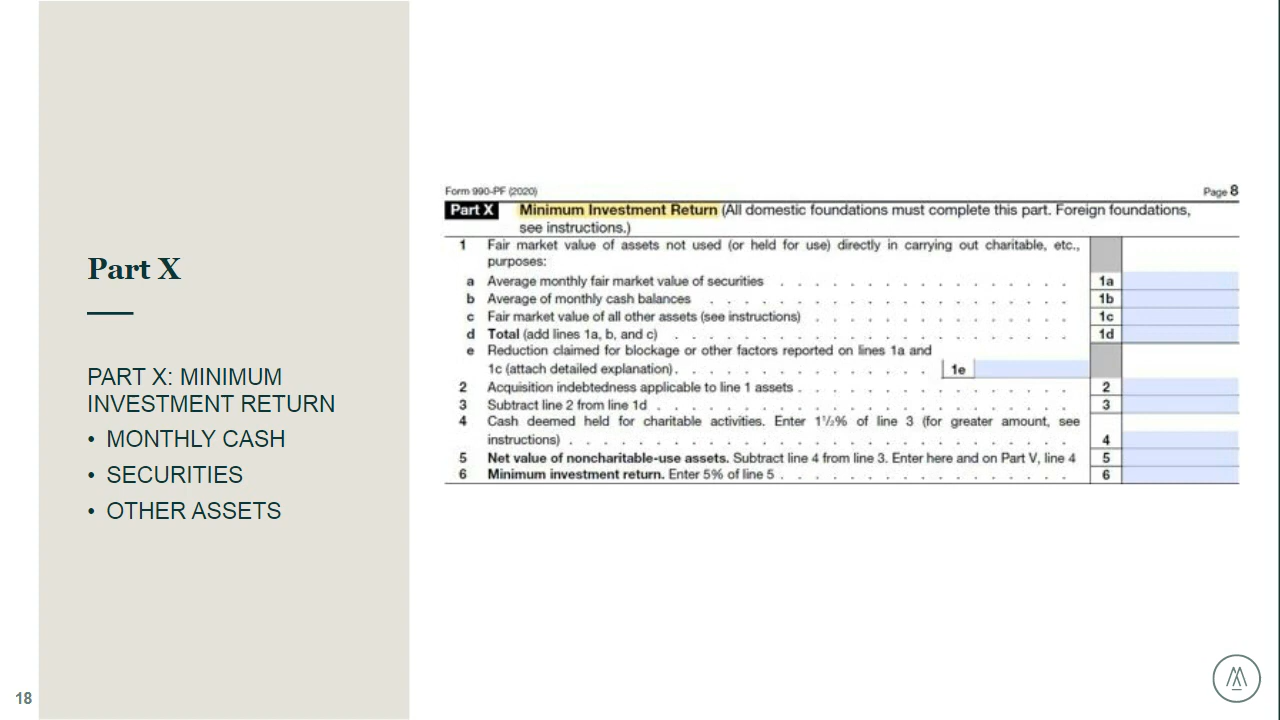 Part X
PART X: MINIMUM
INVESTMENT RETURN
• MONTHLY CASH
• SECURITIES
• OTHER ASSETS
18
Form 990-PF (2020) Page 8
Part X Minimum Investment Return (All domestic foundations must complete this part. Foreign foundations,
see instructions.)
1 Fair market value of assets not used (or held for use) directly in carrying out charitable, etc.,
purposes:
a Average monthly fair market value of securities . . . . . . . . . . . . . . . . . 1a
b Average of monthly cash balances . . . . . . . . . . . . . . . . . . . . . 1b
c Fair market value of all other assets (see instructions) . . . . . . . . . . . . . . . 1c
d Total (add lines 1a, b, and c) . . . . . . . . . . . . . . . . . . . . . . . 1d
e Reduction claimed for blockage or other factors reported on lines 1a and
1c (attach detailed explanation) . . . . . . . . . . . . . . . 1e
2 Acquisition indebtedness applicable to line 1 assets . . . . . . . . . . . . . . . . 2
3 Subtract line 2 from line 1d . . . . . . . . . . . . . . . . . . . . . . . . 3
4 Cash deemed held for charitable activities. Enter 1½% of line 3 (for greater amount, see
instructions) . . . . . . . . . . . . . . . . . . . . . . . . . . . . . 4
5 Net value of noncharitable-use assets. Subtract line 4 from line 3. Enter here and on Part V, line 4 5
6 Minimum investment return. Enter 5% of line 5 . . . . . . . . . . . . . . . . . 6